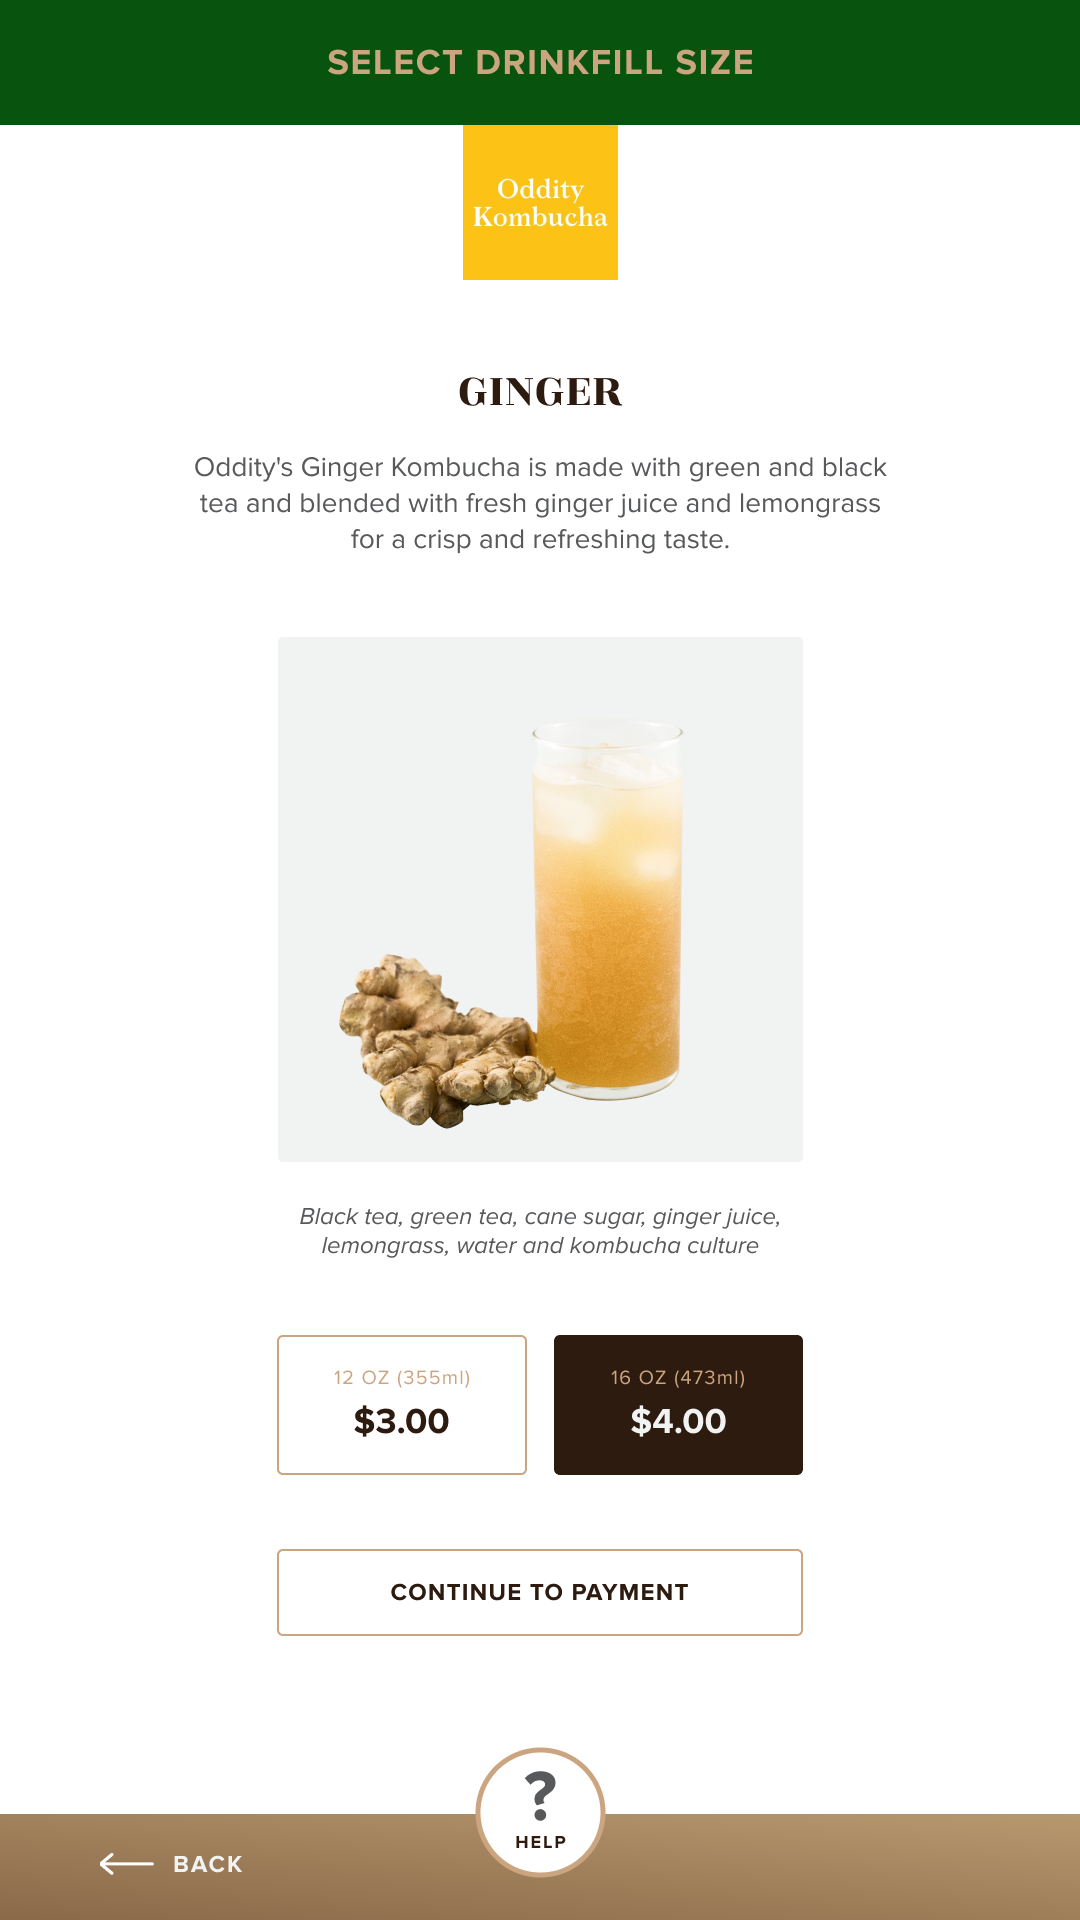 SELECT DRINKFILL SIZE
Oddity
Kombucha
GINGER
Oddity's Ginger Kombucha is made with green and black
tea and blended with fresh ginger juice and lemongrass
for a crisp and refreshing taste.
Black tea, green tea, cane sugar, ginger juice,
lemongrass, water and kombucha culture
12 OZ (355ml)
$3.00
16 OZ (473ml)
$4.00
CONTINUE TO PAYMENT
?
HELP
BACK